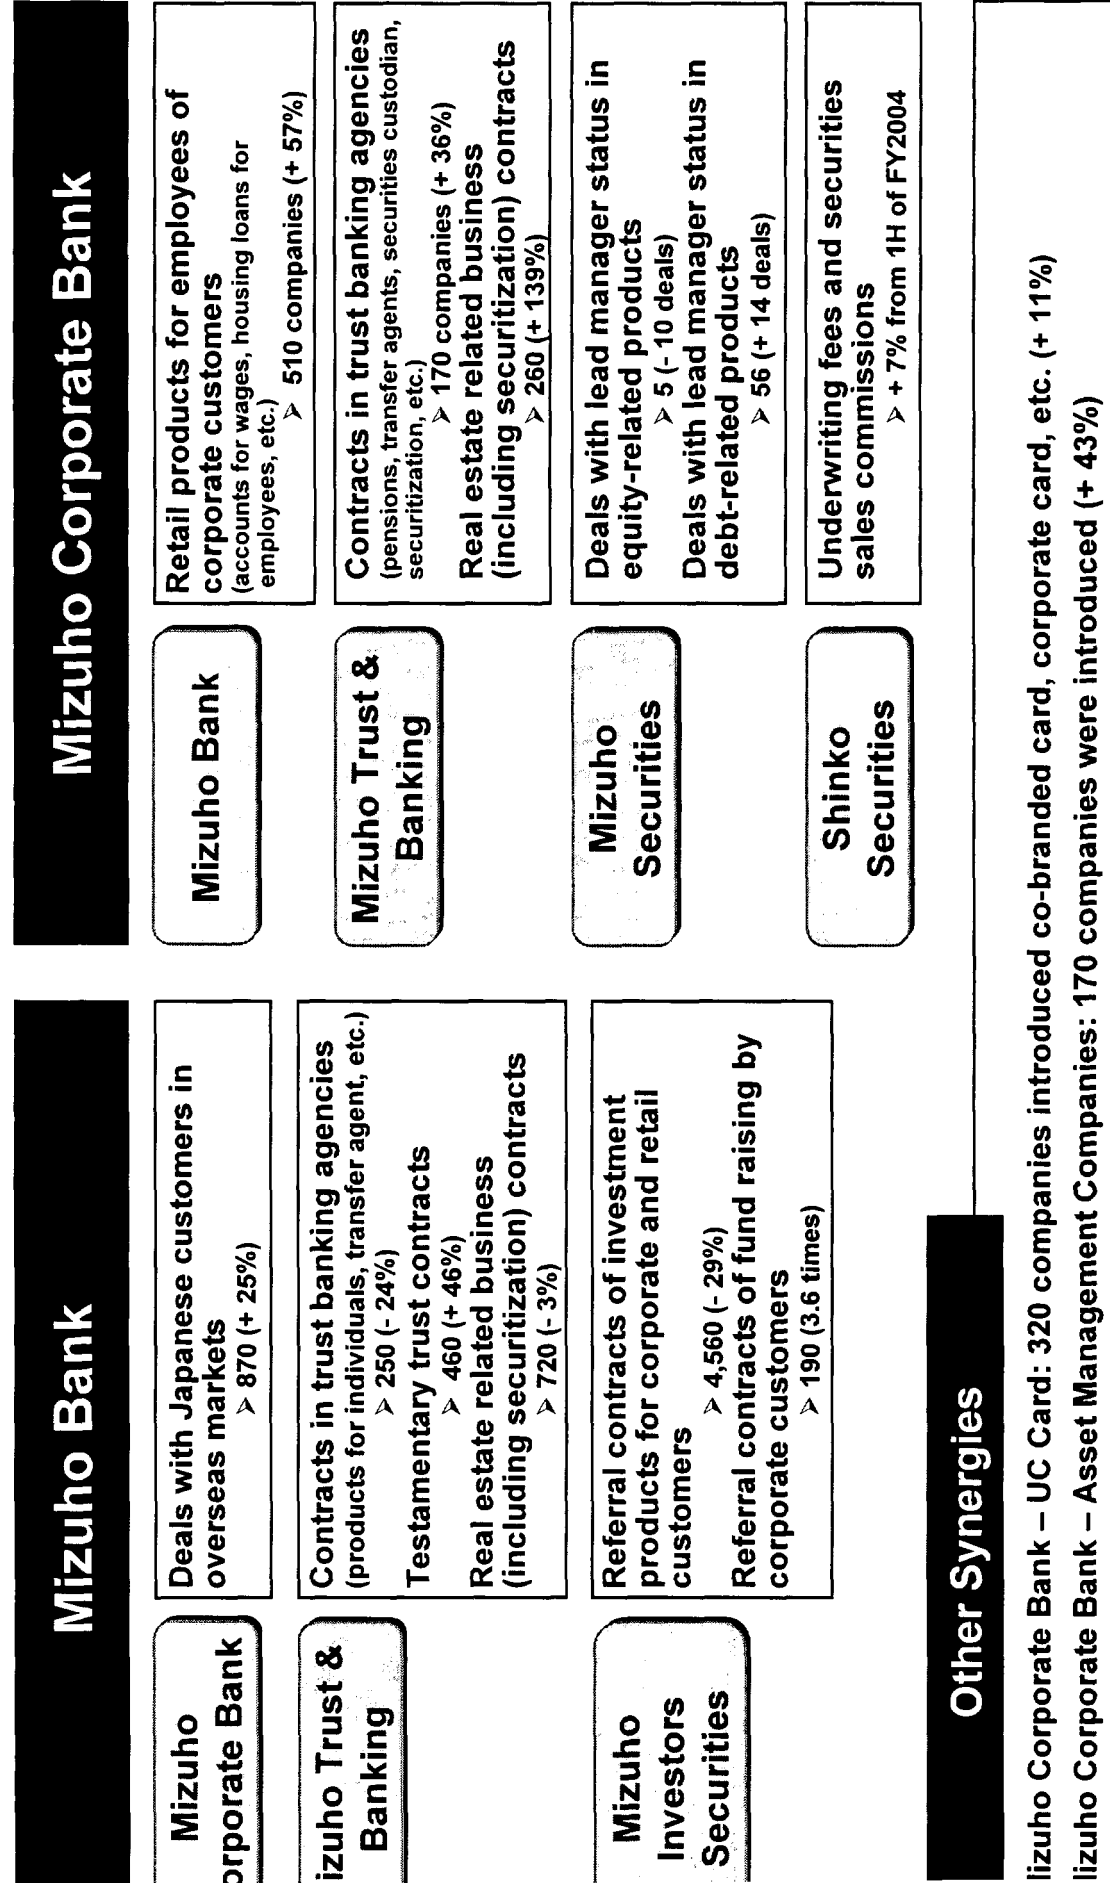 Mizuho Bank
orporate Bank
Mizuho
Deals with Japanese customers in
overseas markets
➢ 870 (+ 25%)
izuho Trust &
Banking
Contracts in trust banking agencies
(products for individuals, transfer agent, etc.)
➢ 250 (- 24%)
Testamentary trust contracts
➢ 460 (+ 46%)
Real estate related business
(including securitization) contracts
➢ 720 (- 3%)
Mizuho
Investors
Securities
Referral contracts of investment
products for corporate and retail
customers
➢ 4,560 (- 29%)
Referral contracts of fund raising by
corporate customers
➢ 190 (3.6 times)
Mizuho Corporate Bank
Mizuho Bank
Retail products for employees of
corporate customers
(accounts for wages, housing loans for
employees, etc.)
➢ 510 companies (+ 57%)
Mizuho Trust &
Banking
Contracts in trust banking agencies
(pensions, transfer agents, securities custodian,
securitization, etc.)
➢ 170 companies (+ 36%)
Real estate related business
(including securitization) contracts
➢ 260 (+ 139%)
Mizuho
Securities
Deals with lead manager status in
equity-related products
➢ 5 (- 10 deals)
Deals with lead manager status in
debt-related products
➢ 56 (+ 14 deals)
Shinko
Securities
Underwriting fees and securities
sales commissions
➢ + 7% from 1H of FY2004
Other Synergies
lizuho Corporate Bank – UC Card: 320 companies introduced co-branded card, corporate card, etc. (+ 11%)
lizuho Corporate Bank – Asset Management Companies: 170 companies were introduced (+ 43%)